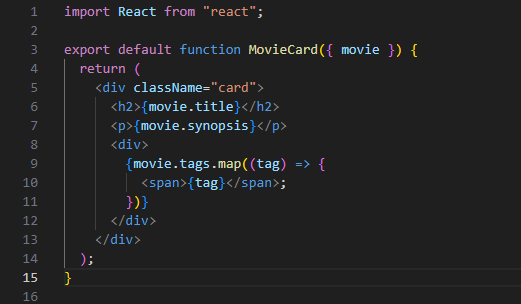 1 import React from "react";
2
3 export default function MovieCard({ movie }) {
4   return (
5     <div className="card">
6       <h2>{movie.title}</h2>
7       <p>{movie.synopsis}</p>
8       <div>
9         {movie.tags.map((tag) => {
10           <span>{tag}</span>;
11         })}
12       </div>
13     </div>
14   );
15 }
16